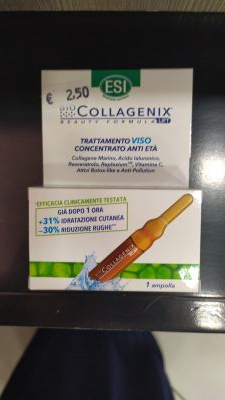 ESI
€ 2,50
BIO
COLLAGENIX®
BEAUTY FORMULA LIFT
TRATTAMENTO VISO
CONCENTRATO ANTI ETÀ
Collagene Marino, Acido Ialuronico,
Resveratrolo, Replexium™, Vitamina C,
Attivi Botox-like e Anti Pollution
EFFICACIA CLINICAMENTE TESTATA
GIÀ DOPO 1 ORA
+31% IDRATAZIONE CUTANEA
–30% RIDUZIONE RUGHE
COLLAGENIX
1 ampolla